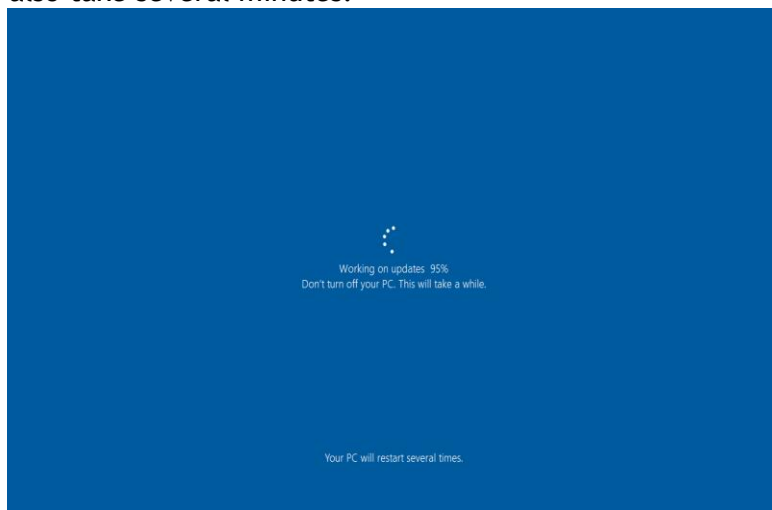 also take several minutes.
Working on updates 95%
Don't turn off your PC. This will take a while.
Your PC will restart several times.